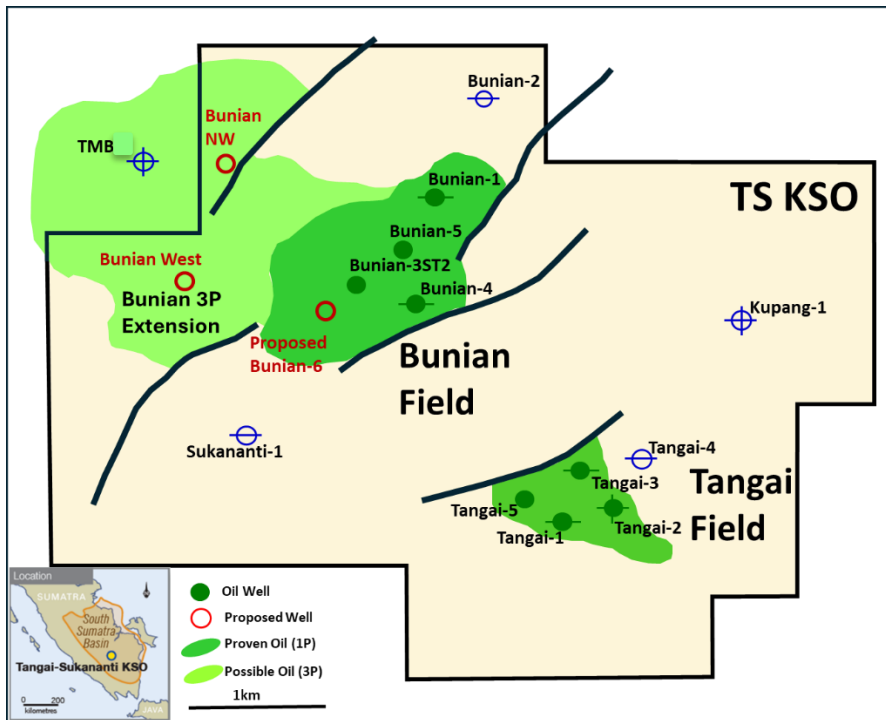 Bunian-2
Bunian
NW
TMB
Bunian-1
TS KSO
Bunian-5
Bunian West
Bunian-3ST2
Bunian 3P
Extension
Bunian-4
Kupang-1
Proposed
Bunian-6
Bunian
Field
Sukananti-1
Tangai-4
Tangai-3
Tangai
Field
Tangai-5
Tangai-2
Tangai-1
Location
SUMATRA
South
Sumatra
Basin
Tangai-Sukananti KSO
0 200
kilometres
JAVA
Oil Well
Proposed Well
Proven Oil (1P)
Possible Oil (3P)
1km